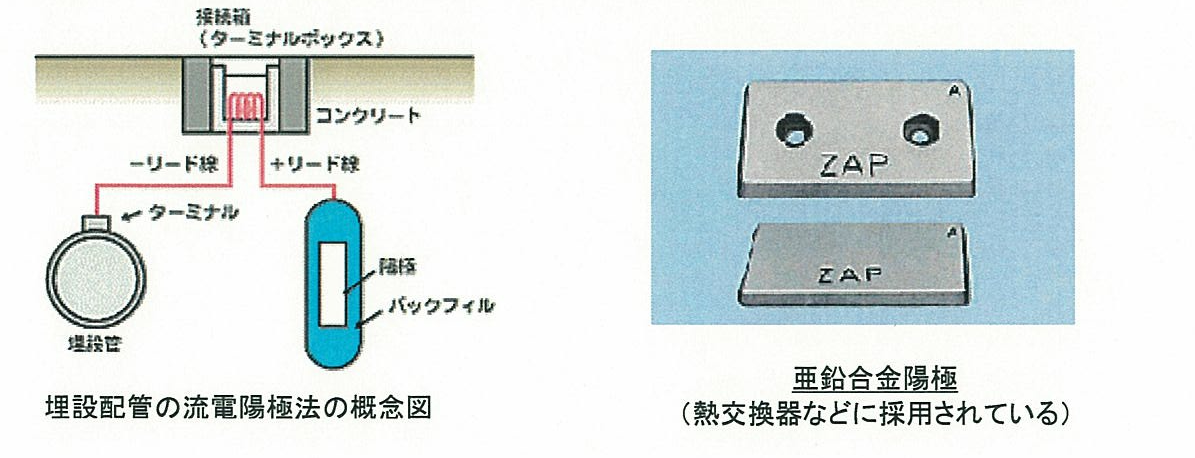 接続箱
(ターミナルボックス)
コンクリート
−リード線
+リード線
ターミナル
陽極
バックフィル
埋設管
埋設配管の流電陽極法の概念図
A
ZAP
A
ZAP
亜鉛合金陽極
(熱交換器などに採用されている)